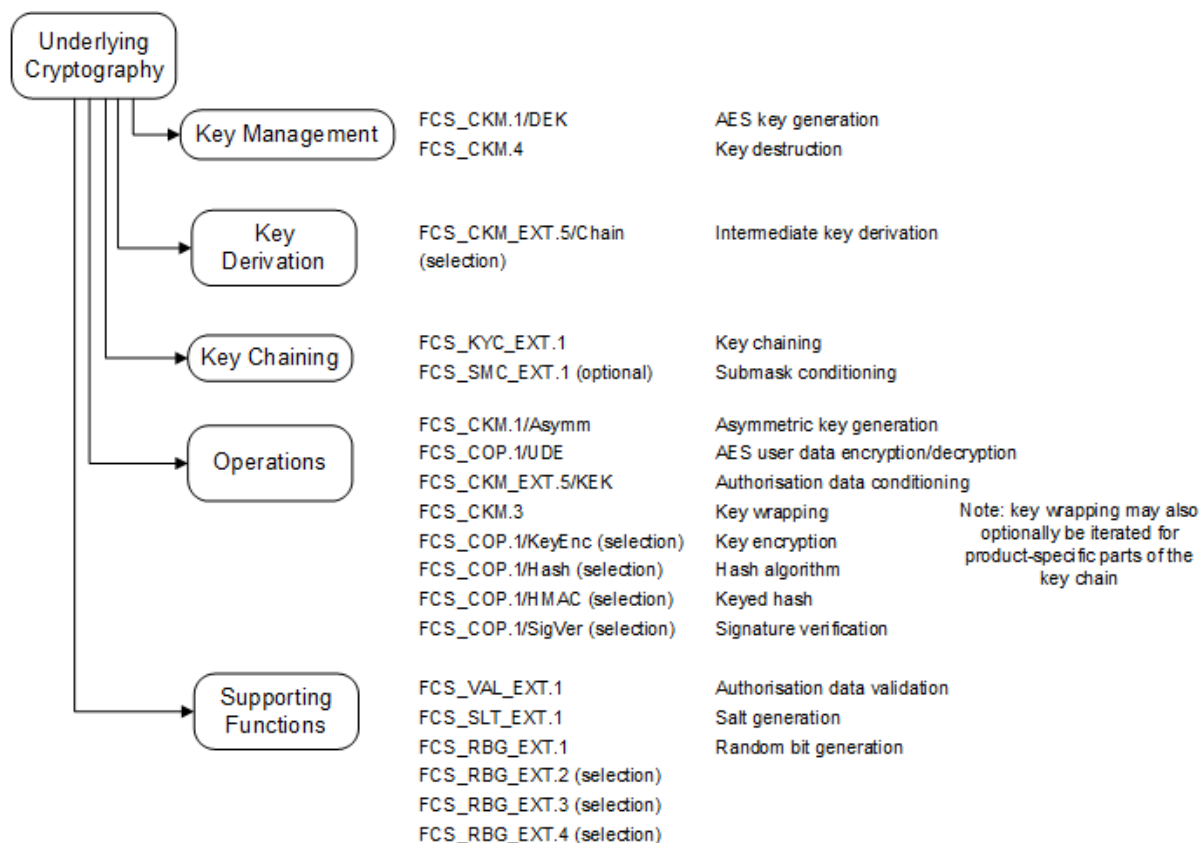 Underlying
Cryptography
Key Management
FCS_CKM.1/DEK AES key generation
FCS_CKM.4 Key destruction
Key
Derivation
FCS_CKM_EXT.5/Chain Intermediate key derivation
(selection)
Key Chaining
FCS_KYC_EXT.1 Key chaining
FCS_SMC_EXT.1 (optional) Submask conditioning
Operations
FCS_CKM.1/Asymm Asymmetric key generation
FCS_COP.1/UDE AES user data encryption/decryption
FCS_CKM_EXT.5/KEK Authorisation data conditioning
FCS_CKM.3 Key wrapping
FCS_COP.1/KeyEnc (selection) Key encryption
FCS_COP.1/Hash (selection) Hash algorithm
FCS_COP.1/HMAC (selection) Keyed hash
FCS_COP.1/SigVer (selection) Signature verification
Note: key wrapping may also
optionally be iterated for
product-specific parts of the
key chain
Supporting
Functions
FCS_VAL_EXT.1 Authorisation data validation
FCS_SLT_EXT.1 Salt generation
FCS_RBG_EXT.1 Random bit generation
FCS_RBG_EXT.2 (selection)
FCS_RBG_EXT.3 (selection)
FCS_RBG_EXT.4 (selection)